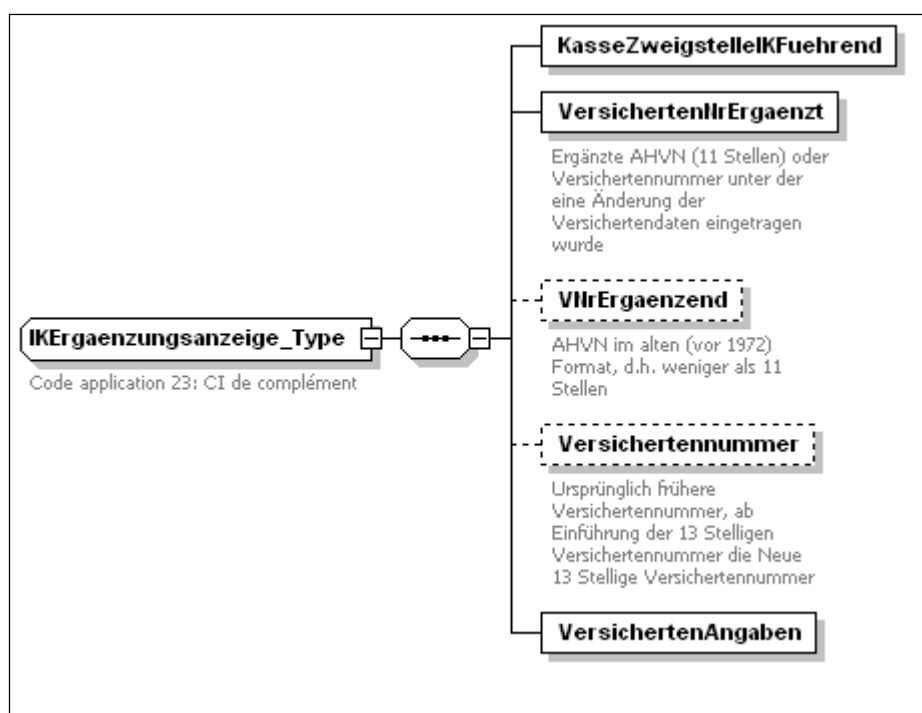 KasseZweigstelleIKFuehrend
VersichertenNrErgaenzt
Ergänzte AHVN (11 Stellen) oder
Versichertennummer unter der
eine Änderung der
Versichertendaten eingetragen
wurde
VNrErgaenzend
AHVN im alten (vor 1972)
Format, d.h. weniger als 11
Stellen
IKErgaenzungsanzeige_Type
Code application 23: CI de complément
Versichertennummer
Ursprünglich frühere
Versichertennummer, ab
Einführung der 13 Stelligen
Versichertennummer die Neue
13 Stellige Versichertennummer
VersichertenAngaben